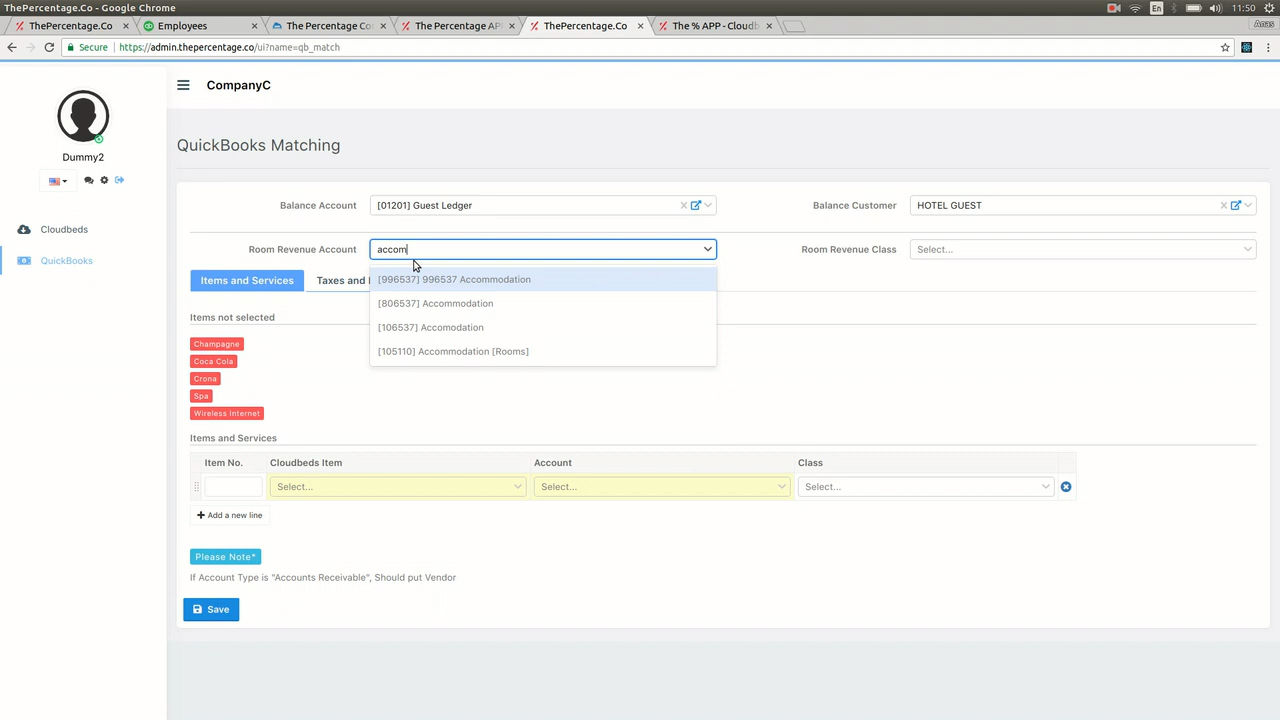 ThePercentage.Co - Google Chrome
En
11:50
ThePercentage.Co
Employees
The Percentage Co
The Percentage AP
ThePercentage.Co
The % APP - Cloudb
Anas
Secure
https://admin.thepercentage.co/ui?name=qb_match
CompanyC
Dummy2
Cloudbeds
QuickBooks
QuickBooks Matching
Balance Account
[01201] Guest Ledger
Balance Customer
HOTEL GUEST
Room Revenue Account
accom
Room Revenue Class
Select...
[996537] 996537 Accommodation
[806537] Accommodation
[106537] Accomodation
[105110] Accommodation [Rooms]
Items and Services
Taxes and
Items not selected
Champagne
Coca Cola
Crona
Spa
Wireless Internet
Items and Services
Item No.
Cloudbeds Item
Account
Class
Select...
Select...
Select...
Add a new line
Please Note*
If Account Type is "Accounts Receivable", Should put Vendor
Save